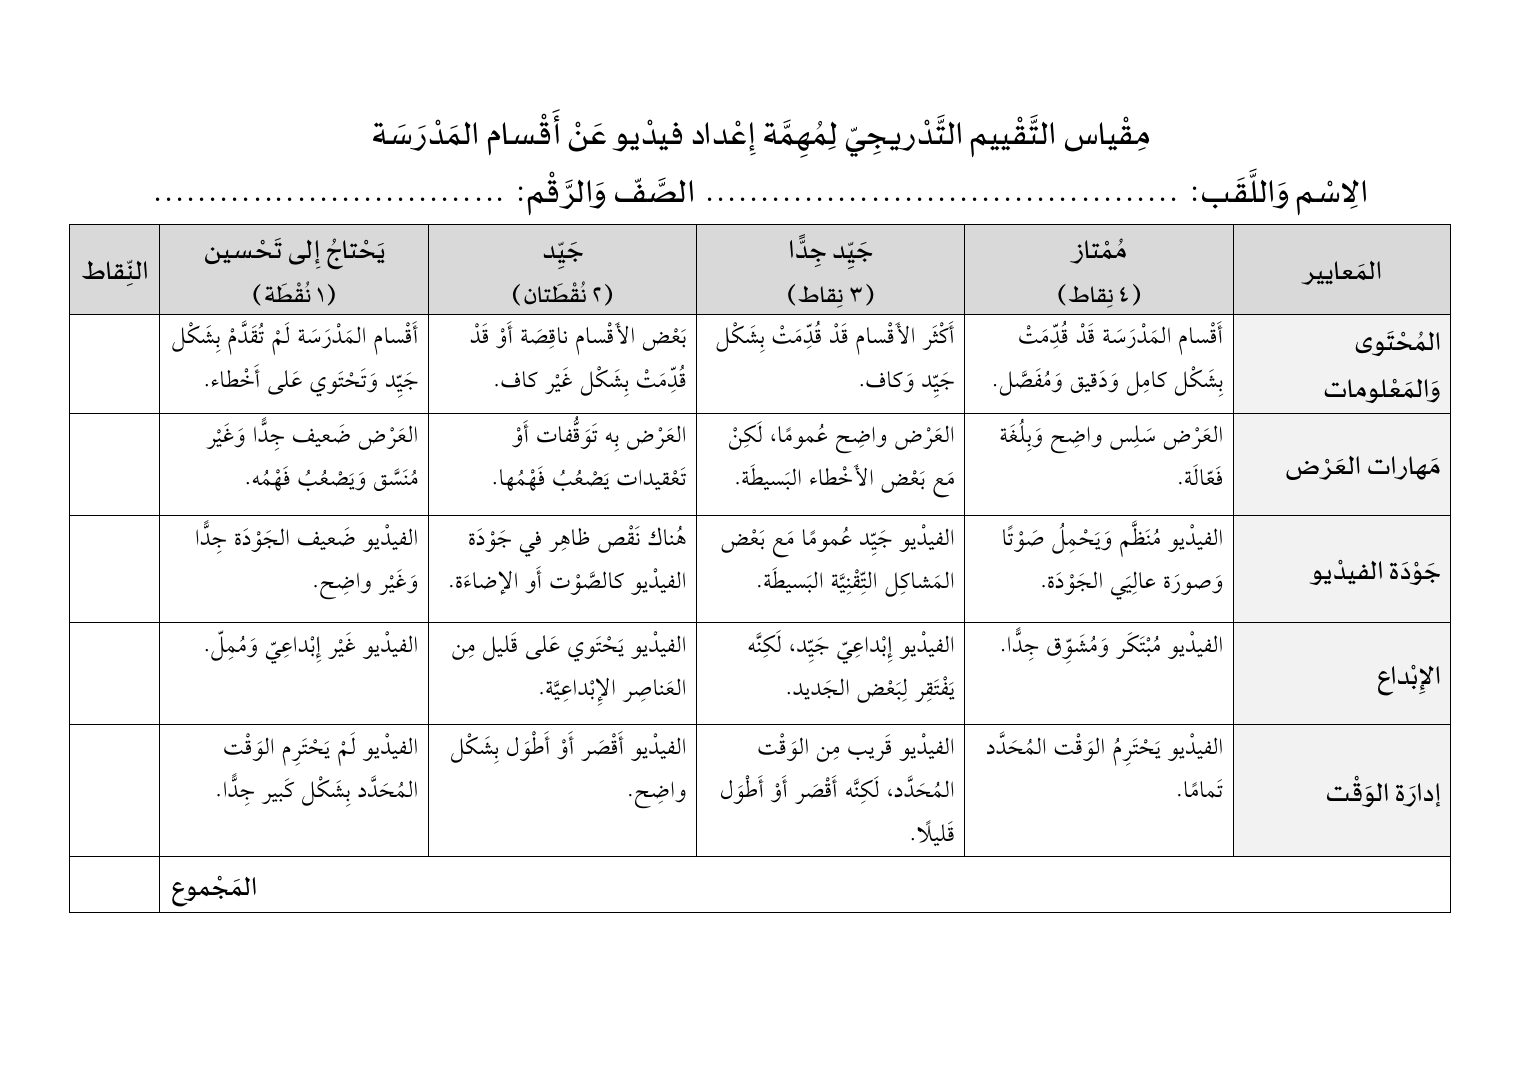 مِقْياس التَّقْييم التَّدْريجِيّ لِمُهِمَّة إِعْداد فيدْيو عَنْ أَقْسام المَدْرَسَة
الِاسْم وَاللَّقَب: ........................................... الصَّفّ وَالرَّقْم: ................................
المَعايير
مُمْتاز
(٤ نِقاط)
جَيِّد جِدًّا
(٣ نِقاط)
جَيِّد
(٢ نُقْطَتان)
يَحْتاجُ إِلى تَحْسين
(١ نُقْطَة)
النِّقاط
المُحْتَوى
وَالمَعْلومات
أَقْسام المَدْرَسَة قَدْ قُدِّمَتْ
بِشَكْل كامِل وَدَقيق وَمُفَصَّل.
أَكْثَر الأَقْسام قَدْ قُدِّمَتْ بِشَكْل
جَيِّد وَكاف.
بَعْض الأَقْسام ناقِصَة أَوْ قَدْ
قُدِّمَتْ بِشَكْل غَيْر كاف.
أَقْسام المَدْرَسَة لَمْ تُقَدَّمْ بِشَكْل
جَيِّد وَتَحْتَوي عَلى أَخْطاء.
مَهارات العَرْض
العَرْض سَلِس واضِح وَبِلُغَة
فَعّالَة.
العَرْض واضِح عُمومًا، لَكِنْ
مَع بَعْض الأَخْطاء البَسيطَة.
العَرْض بِه تَوَقُّفات أَوْ
تَعْقيدات يَصْعُبُ فَهْمُها.
العَرْض ضَعيف جِدًّا وَغَيْر
مُنَسَّق وَيَصْعُبُ فَهْمُه.
جَوْدَة الفيدْيو
الفيدْيو مُنَظَّم وَيَحْمِلُ صَوْتًا
وَصورَة عالِيَي الجَوْدَة.
الفيدْيو جَيِّد عُمومًا مَع بَعْض
المَشاكِل التِّقْنِيَّة البَسيطَة.
هُناك نَقْص ظاهِر في جَوْدَة
الفيدْيو كالصَّوْت أَو الإضاءَة.
الفيدْيو ضَعيف الجَوْدَة جِدًّا
وَغَيْر واضِح.
الإِبْداع
الفيدْيو مُبْتَكَر وَمُشَوِّق جِدًّا.
الفيدْيو إِبْداعِيّ جَيِّد، لَكِنَّه
يَفْتَقِر لِبَعْض الجَديد.
الفيدْيو يَحْتَوي عَلى قَليل مِن
العَناصِر الإِبْداعِيَّة.
الفيدْيو غَيْر إِبْداعِيّ وَمُمِلّ.
إدارَة الوَقْت
الفيدْيو يَحْتَرِمُ الوَقْت المُحَدَّد
تَمامًا.
الفيدْيو قَريب مِن الوَقْت
المُحَدَّد، لَكِنَّه أَقْصَر أَوْ أَطْوَل
قَليلًا.
الفيدْيو أَقْصَر أَوْ أَطْوَل بِشَكْل
واضِح.
الفيدْيو لَمْ يَحْتَرِم الوَقْت
المُحَدَّد بِشَكْل كَبير جِدًّا.
المَجْموع